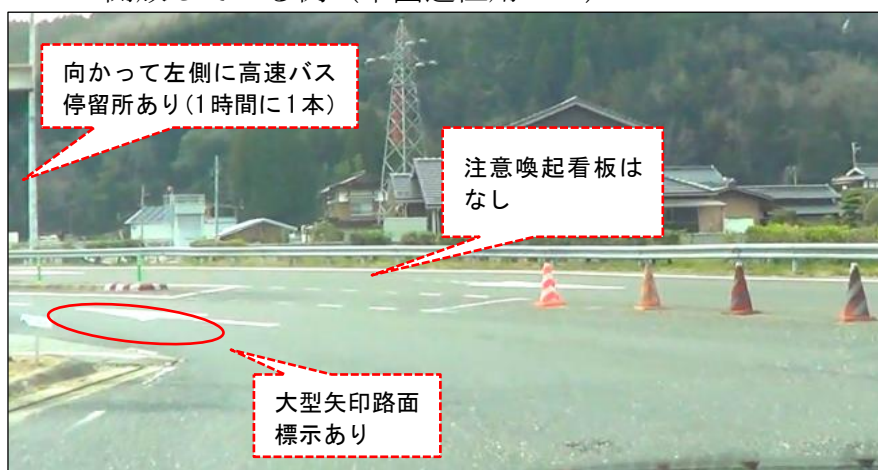 向かって左側に高速バス
停留所あり(1時間に1本)
注意喚起看板は
なし
大型矢印路面
標示あり